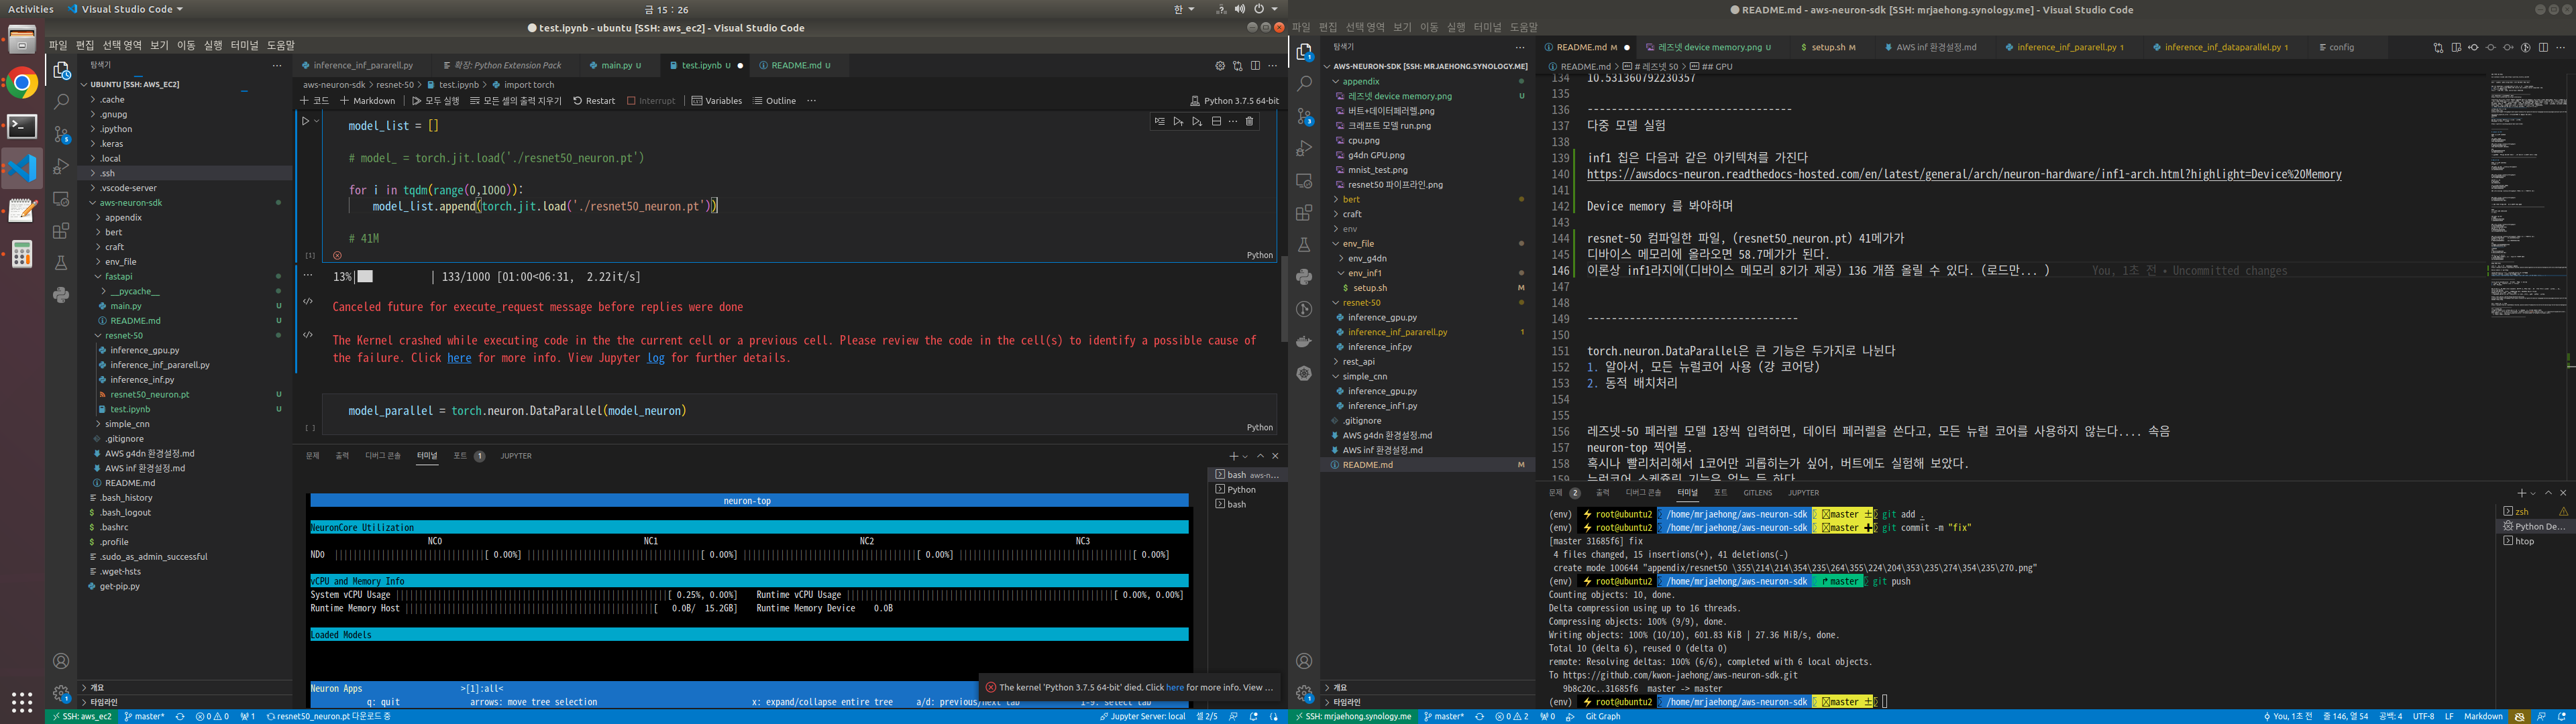 Activities
Visual Studio Code
금 15 : 26
한
test.ipynb - ubuntu [SSH: aws_ec2] - Visual Studio Code
파일 편집 선택 영역 보기 이동 실행 터미널 도움말
탐색기
UBUNTU [SSH: AWS_EC2]
.cache
.gnupg
.ipython
.keras
.local
.ssh
.vscode-server
aws-neuron-sdk
appendix
bert
craft
env_file
fastapi
__pycache__
main.py U
README.md U
resnet-50
inference_gpu.py
inference_inf_pararell.py
inference_inf.py
resnet50_neuron.pt U
test.ipynb U
simple_cnn
.gitignore
AWS g4dn 환경설정.md
AWS inf 환경설정.md
README.md
.bash_history
.bash_logout
.bashrc
.profile
.sudo_as_admin_successful
.wget-hsts
get-pip.py
개요
타임라인
inference_inf_pararell.py
확장: Python Extension Pack
main.py U
test.ipynb U
README.md U
aws-neuron-sdk > resnet-50 > test.ipynb > import torch
코드 Markdown 모두 실행 모든 셀의 출력 지우기 Restart Interrupt Variables Outline ...
Python 3.7.5 64-bit
model_list = []
# model_ = torch.jit.load('./resnet50_neuron.pt')
for i in tqdm(range(0,1000)):
model_list.append(torch.jit.load('./resnet50_neuron.pt'))
# 41M
[1]
Python
13%| | 133/1000 [01:00<06:31, 2.22it/s]
Canceled future for execute_request message before replies were done
The Kernel crashed while executing code in the the current cell or a previous cell. Please review the code in the cell(s) to identify a possible cause of
the failure. Click here for more info. View Jupyter log for further details.
model_parallel = torch.neuron.DataParallel(model_neuron)
[ ]
Python
문제 출력 디버그 콘솔 터미널 포트 1 JUPYTER
bash aws-n...
Python
bash
neuron-top
NeuronCore Utilization
NC0 NC1 NC2 NC3
ND0 [ 0.00%] [ 0.00%] [ 0.00%] [ 0.00%]
vCPU and Memory Info
System vCPU Usage [ 0.25%, 0.00%] Runtime vCPU Usage [ 0.00%, 0.00%]
Runtime Memory Host [ 0.0B/ 15.2GB] Runtime Memory Device 0.0B
Loaded Models
Neuron Apps >[1]:all<
q: quit arrows: move tree selection x: expand/collapse entire tree a/d: previous/next tab 1-9: select tab
The kernel 'Python 3.7.5 64-bit' died. Click here for more info. View ...
SSH: aws_ec2 master* 0 0 1 resnet50_neuron.pt 다운로드 중 Jupyter Server: local 셀 2/5
README.md - aws-neuron-sdk [SSH: mrjaehong.synology.me] - Visual Studio Code
파일 편집 선택 영역 보기 이동 실행 터미널 도움말
탐색기
AWS-NEURON-SDK [SSH: MRJAEHONG.SYNOLOGY.ME]
appendix
레즈넷 device memory.png U
버트+데이터페러렐.png
크래프트 모델 run.png
cpu.png
g4dn GPU.png
mnist_test.png
resnet50 파이프라인.png
bert
craft
env
env_file
env_g4dn
env_inf1
setup.sh M
resnet-50
inference_gpu.py
inference_inf_pararell.py 1
inference_inf.py
rest_api
simple_cnn
inference_gpu.py
inference_inf1.py
.gitignore
AWS g4dn 환경설정.md
AWS inf 환경설정.md
README.md M
개요
타임라인
README.md M
레즈넷 device memory.png U
setup.sh M
AWS inf 환경설정.md
inference_inf_pararell.py 1
inference_inf_dataparallel.py 1
config
README.md > # 레즈넷 50 > ## GPU
134 10.531360792230357
135
136 ----------------------------------
137 다중 모델 실험
138
139 inf1 칩은 다음과 같은 아키텍쳐를 가진다
140 https://awsdocs-neuron.readthedocs-hosted.com/en/latest/general/arch/neuron-hardware/inf1-arch.html?highlight=Device%20Memory
141
142 Device memory 를 봐야하며
143
144 resnet-50 컴파일한 파일, (resnet50_neuron.pt) 41메가가
145 디바이스 메모리에 올라오면 58.7메가가 된다.
146 이론상 inf1라지에(디바이스 메모리 8기가 제공) 136 개쯤 올릴 수 있다. (로드만... ) You, 1초 전 • Uncommitted changes
147
148
149 -----------------------------------
150
151 torch.neuron.DataParallel은 큰 기능은 두가지로 나뉜다
152 1. 알아서, 모든 뉴럴코어 사용 (걍 코어당)
153 2. 동적 배치처리
154
155
156 레즈넷-50 페러렐 모델 1장씩 입력하면, 데이터 페러렐을 쓴다고, 모든 뉴럴 코어를 사용하지 않는다.... 속음
157 neuron-top 찍어봄.
158 혹시나 빨리처리해서 1코어만 괴롭히는가 싶어, 버트에도 실험해 보았다.
159 뉴럴코어 스케쥴링 기능은 없는 듯 하다
문제 2 출력 디버그 콘솔 터미널 포트 GITLENS JUPYTER
zsh
Python De...
htop
(env) root@ubuntu2 /home/mrjaehong/aws-neuron-sdk master ± git add .
(env) root@ubuntu2 /home/mrjaehong/aws-neuron-sdk master ✚ git commit -m "fix"
[master 31685f6] fix
4 files changed, 15 insertions(+), 41 deletions(-)
create mode 100644 "appendix/resnet50 \355\214\214\354\235\264\355\224\204\353\235\274\354\235\270.png"
(env) root@ubuntu2 /home/mrjaehong/aws-neuron-sdk master git push
Counting objects: 10, done.
Delta compression using up to 16 threads.
Compressing objects: 100% (9/9), done.
Writing objects: 100% (10/10), 601.83 KiB | 27.36 MiB/s, done.
Total 10 (delta 6), reused 0 (delta 0)
remote: Resolving deltas: 100% (6/6), completed with 6 local objects.
To https://github.com/kwon-jaehong/aws-neuron-sdk.git
9b8c20c..31685f6 master -> master
(env) root@ubuntu2 /home/mrjaehong/aws-neuron-sdk master ±
SSH: mrjaehong.synology.me master* 0 2 0 Git Graph You, 1초 전 줄 146, 열 54 공백: 4 UTF-8 LF Markdown